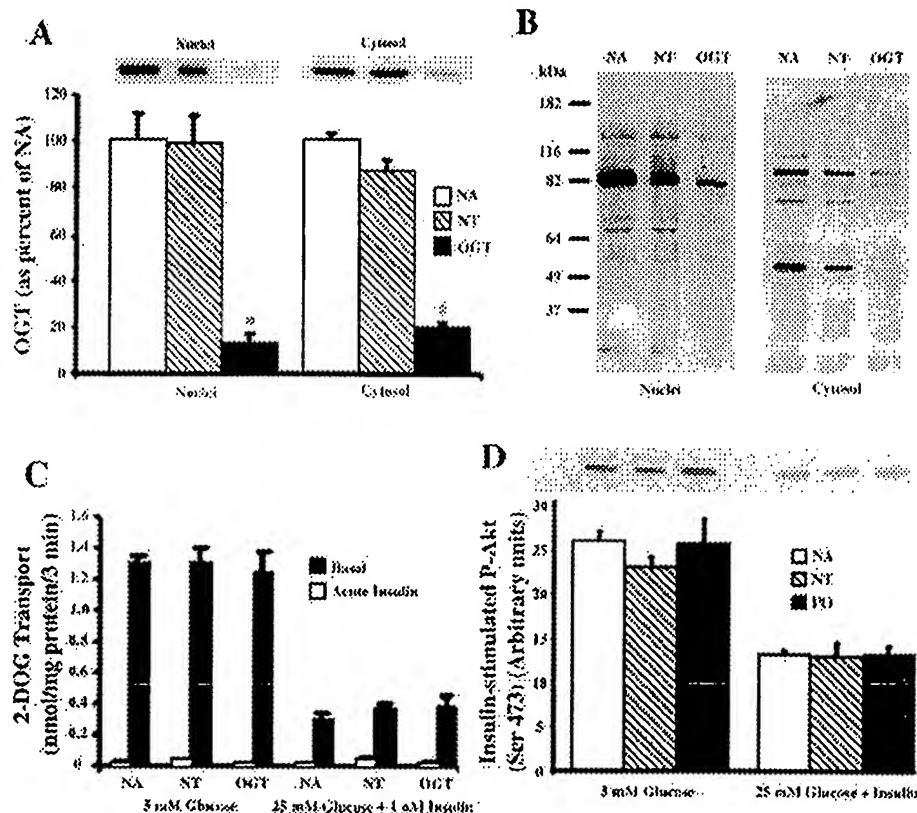 A
Nuclei
Cytosol
OGT (as percent of NA)
120
100
80
60
40
20
0
NA
NT
OGT
*
*
Nuclei
Cytosol
B
kDa
NA NT OGT
NA NT OGT
182
116
82
64
49
37
Nuclei
Cytosol
C
2-DOG Transport
(nmol/mg protein/3 min)
1.6
1.4
1.2
1.
0.8
0.6
0.4
0.2
0
Basal
Acute Insulin
NA NT OGT NA NT OGT
5 mM Glucose 25 mM Glucose + 1 nM Insulin
D
Insulin-stimulated P-Akt
(Ser 473) (Arbitrary units)
30
25
20
15
10
5
0
NA
NT
5 mM Glucose
25 mM Glucose + Insulin